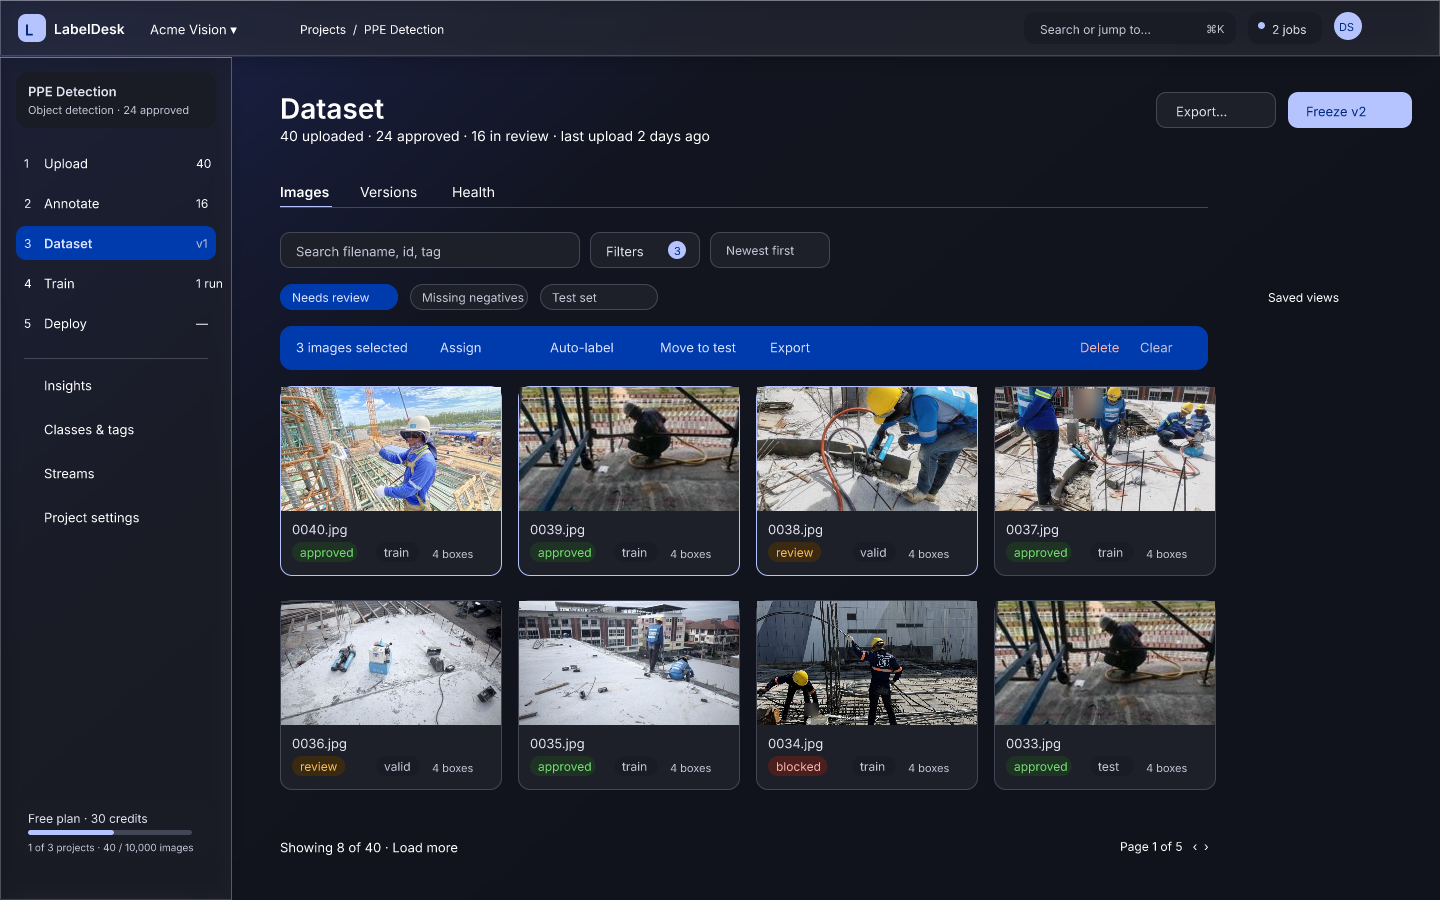 L LabelDesk Acme Vision ▾ Projects / PPE Detection Search or jump to... ⌘K 2 jobs DS
PPE Detection
Object detection · 24 approved
1 Upload 40
2 Annotate 16
3 Dataset v1
4 Train 1 run
5 Deploy —
Insights
Classes & tags
Streams
Project settings
Free plan · 30 credits
1 of 3 projects · 40 / 10,000 images
Dataset
40 uploaded · 24 approved · 16 in review · last upload 2 days ago
Export... Freeze v2
Images Versions Health
Search filename, id, tag Filters 3 Newest first
Needs review Missing negatives Test set Saved views
3 images selected Assign Auto-label Move to test Export Delete Clear
0040.jpg
approved train 4 boxes
0039.jpg
approved train 4 boxes
0038.jpg
review valid 4 boxes
0037.jpg
approved train 4 boxes
0036.jpg
review valid 4 boxes
0035.jpg
approved train 4 boxes
0034.jpg
blocked train 4 boxes
0033.jpg
approved test 4 boxes
Showing 8 of 40 · Load more
Page 1 of 5 ‹ ›